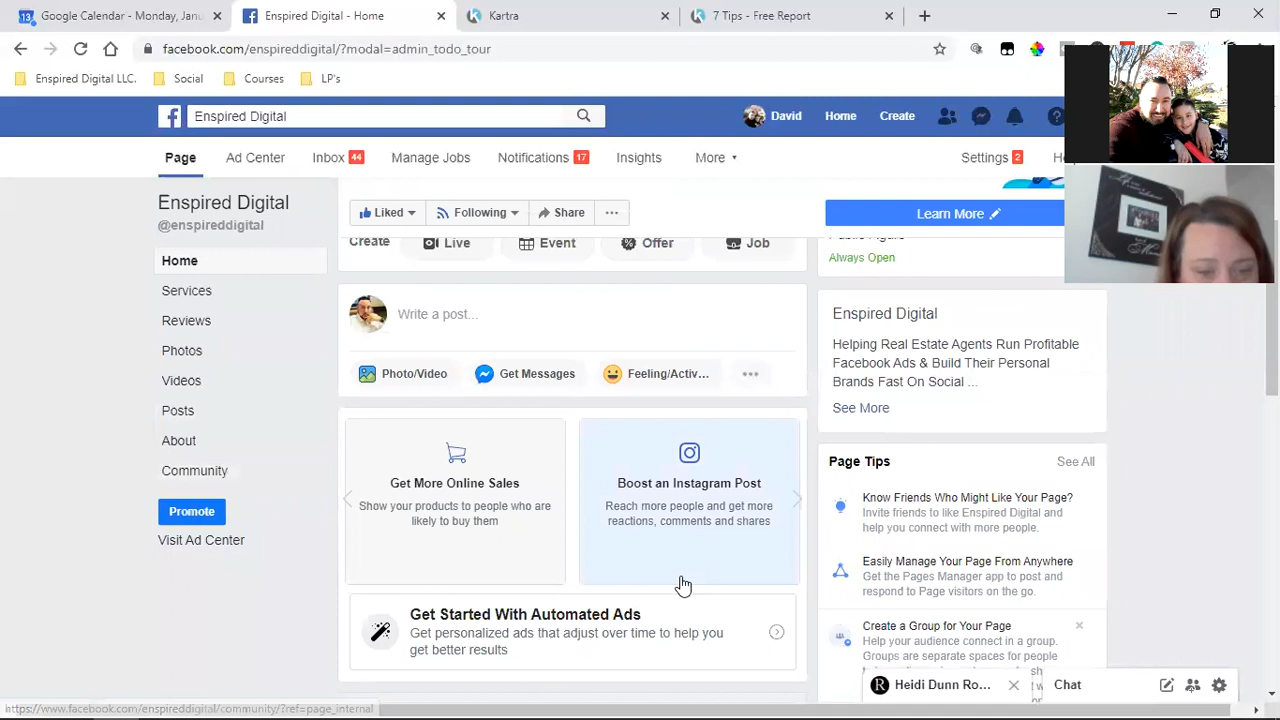 13 Google Calendar - Monday, Janu
Enspired Digital - Home
Kartra
7 Tips - Free Report
facebook.com/enspireddigital/?modal=admin_todo_tour
Enspired Digital LLC.
Social
Courses
LP's
Enspired Digital
David
Home
Create
Page
Ad Center
Inbox 44
Manage Jobs
Notifications 17
Insights
More
Settings 2
Enspired Digital
@enspireddigital
Home
Services
Reviews
Photos
Videos
Posts
About
Community
Promote
Visit Ad Center
Liked
Following
Share
Learn More
Create
Live
Event
Offer
Job
Write a post...
Photo/Video
Get Messages
Feeling/Activ...
Get More Online Sales
Show your products to people who are
likely to buy them
Boost an Instagram Post
Reach more people and get more
reactions, comments and shares
Get Started With Automated Ads
Get personalized ads that adjust over time to help you
get better results
Always Open
Enspired Digital
Helping Real Estate Agents Run Profitable
Facebook Ads & Build Their Personal
Brands Fast On Social ...
See More
Page Tips
See All
Know Friends Who Might Like Your Page?
Invite friends to like Enspired Digital and
help you connect with more people.
Easily Manage Your Page From Anywhere
Get the Pages Manager app to post and
respond to Page visitors on the go.
Create a Group for Your Page
Help your audience connect in a group.
Groups are separate spaces for people
Heidi Dunn Ro...
Chat
https://www.facebook.com/enspireddigital/community/?ref=page_internal